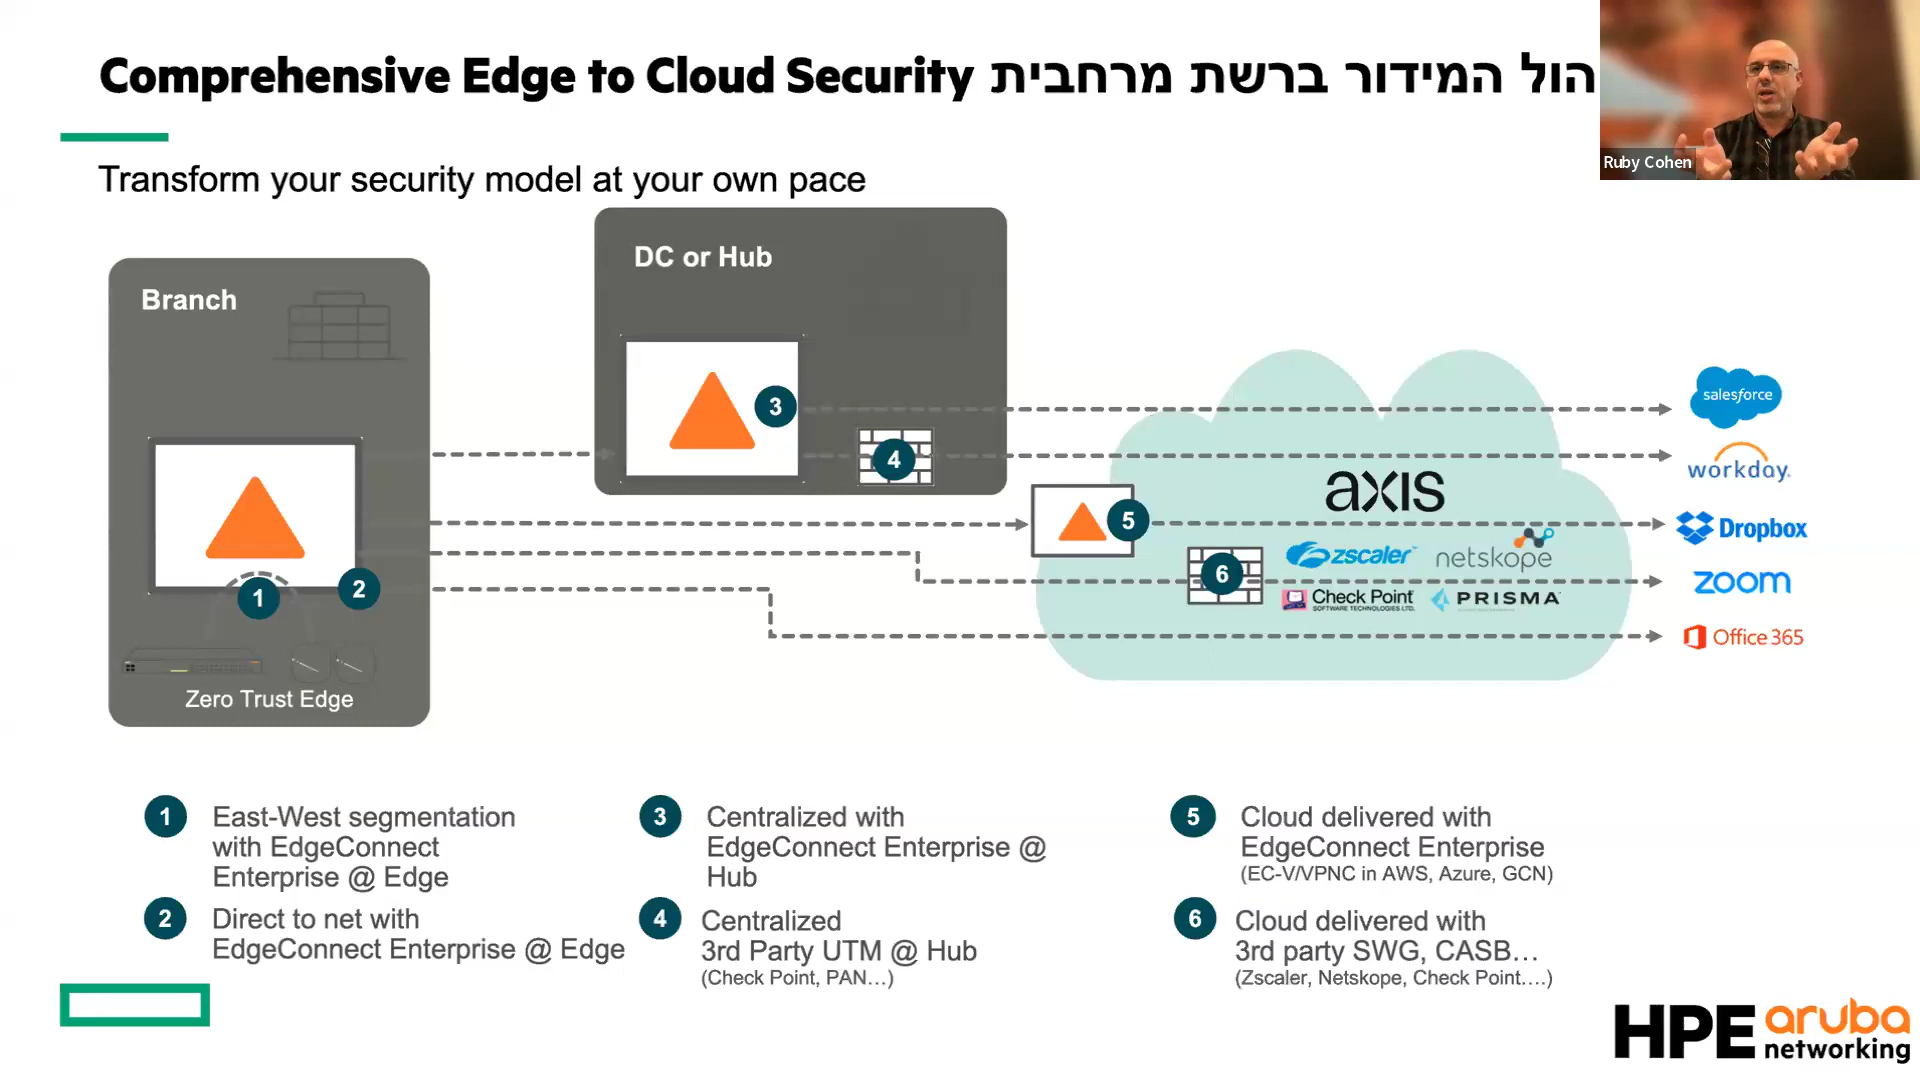 Comprehensive Edge to Cloud Security הול המידור ברשת מרחבית
Ruby Cohen
Transform your security model at your own pace
DC or Hub
Branch
3
4
salesforce
workday.
axis
5
Dropbox
zscaler
netskope
6
zoom
Check Point
SOFTWARE TECHNOLOGIES LTD.
PRISMA
Office 365
1
2
Zero Trust Edge
1 East-West segmentation
with EdgeConnect
Enterprise @ Edge
2 Direct to net with
EdgeConnect Enterprise @ Edge
3 Centralized with
EdgeConnect Enterprise @
Hub
4 Centralized
3rd Party UTM @ Hub
(Check Point, PAN...)
5 Cloud delivered with
EdgeConnect Enterprise
(EC-V/VPNC in AWS, Azure, GCN)
6 Cloud delivered with
3rd party SWG, CASB...
(Zscaler, Netskope, Check Point....)
HPE aruba
networking